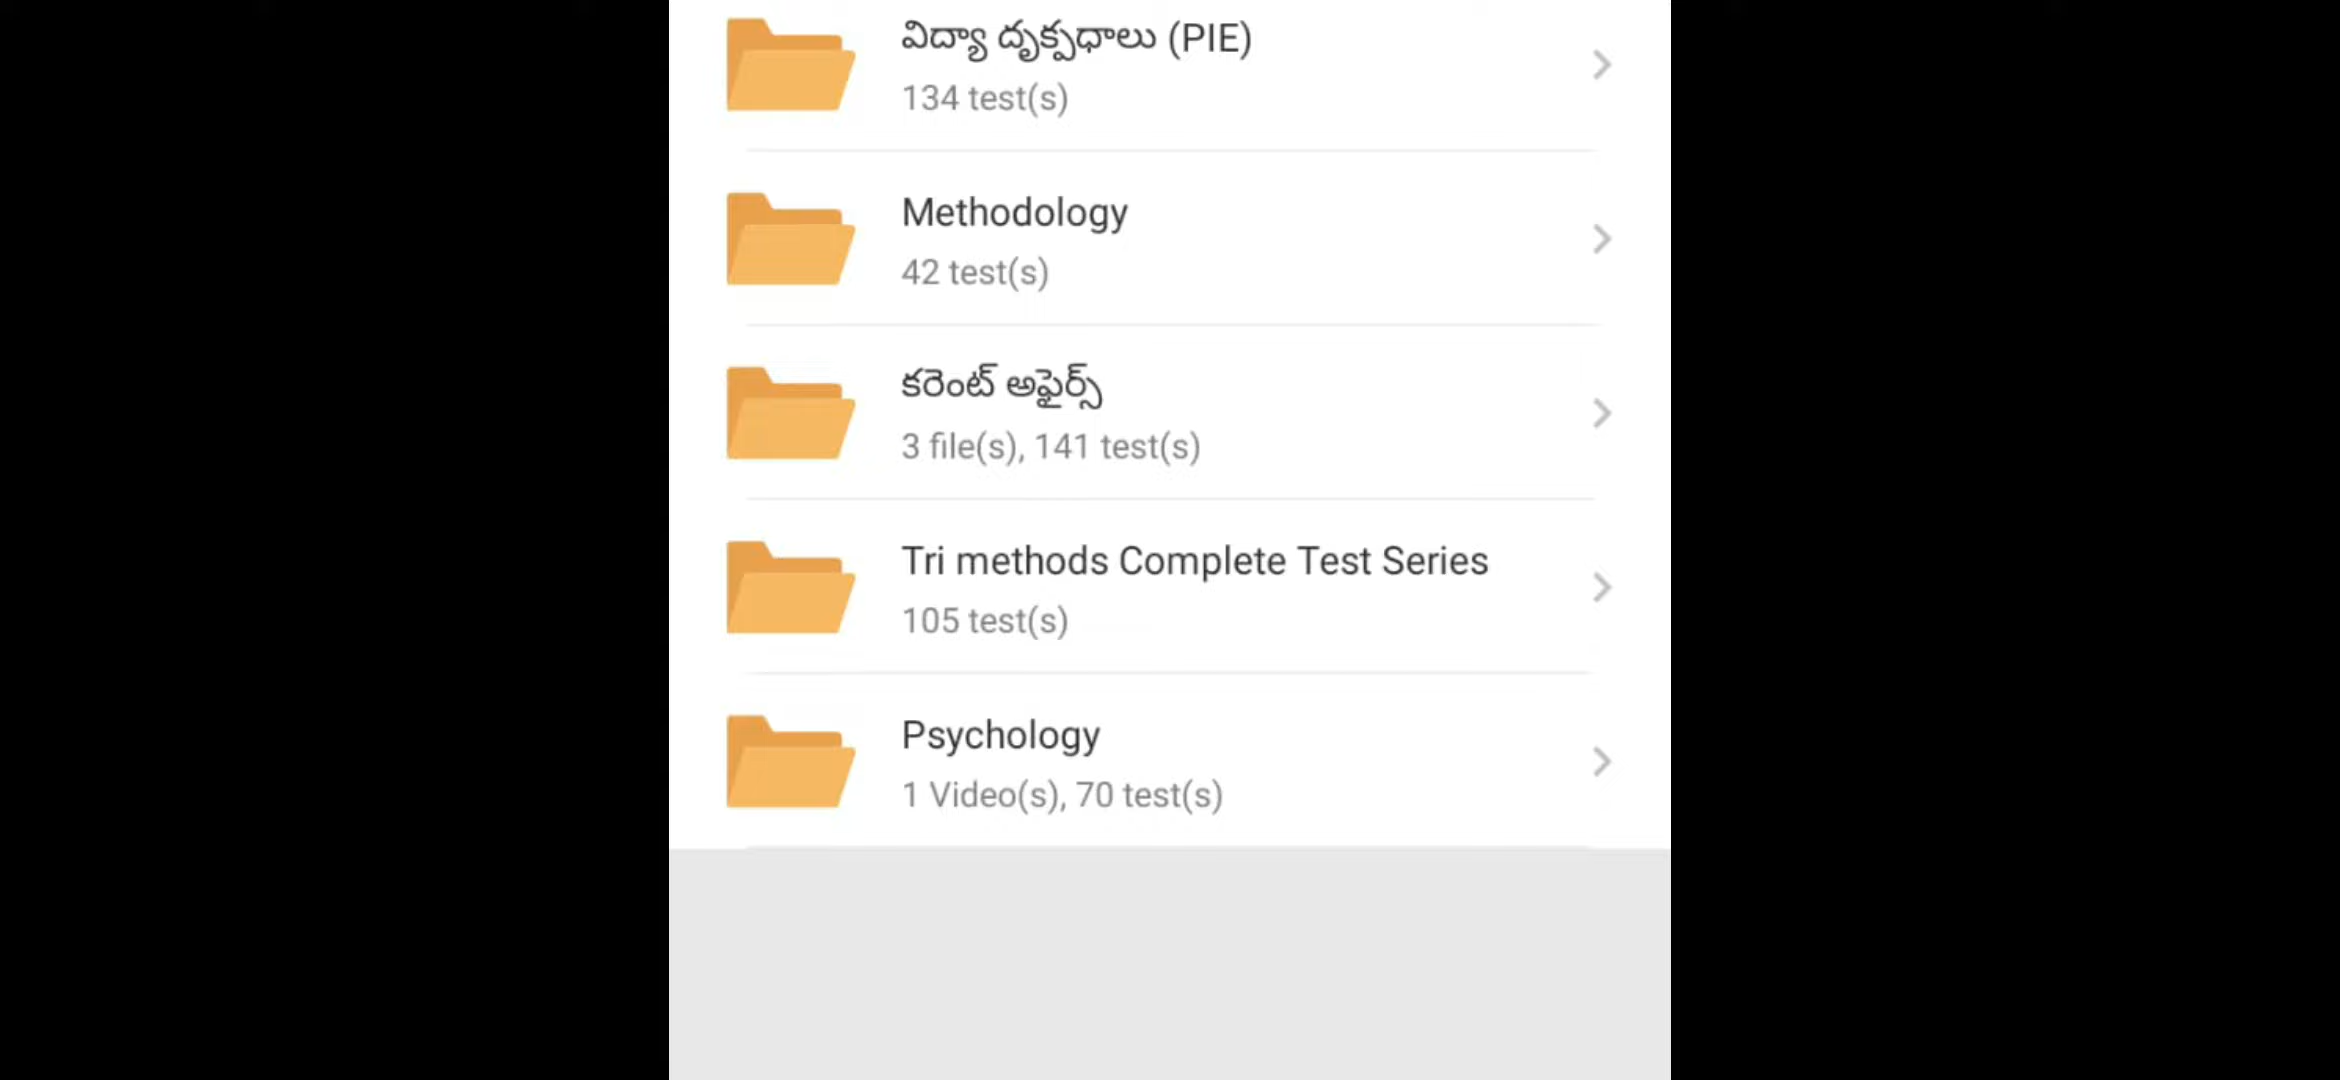 విద్యా దృక్పధాలు (PIE)
134 test(s)
Methodology
42 test(s)
కరెంట్ అఫైర్స్
3 file(s), 141 test(s)
Tri methods Complete Test Series
105 test(s)
Psychology
1 Video(s), 70 test(s)